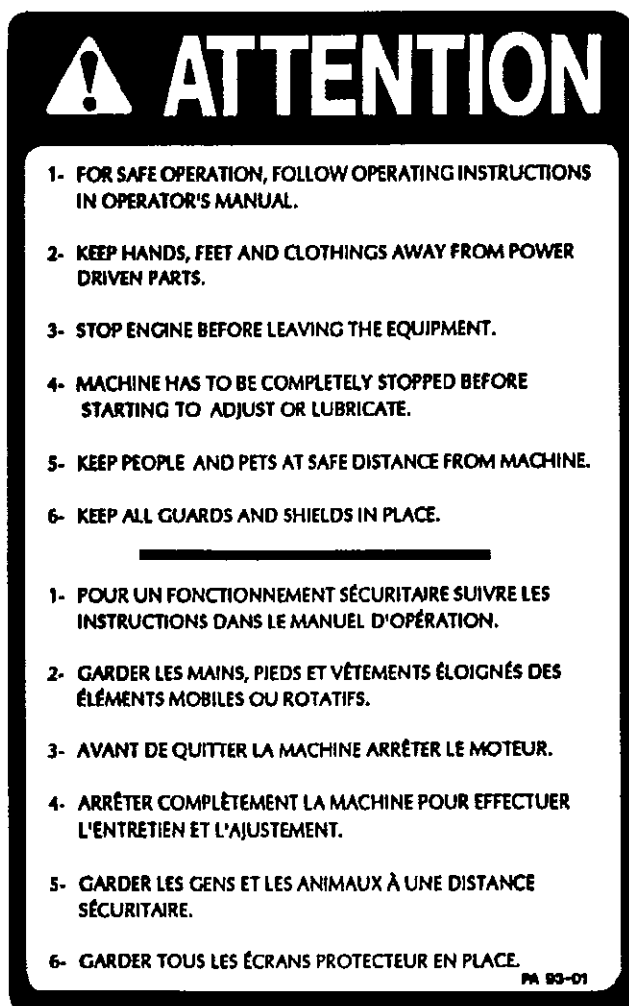 ATTENTION
1- FOR SAFE OPERATION, FOLLOW OPERATING INSTRUCTIONS
IN OPERATOR'S MANUAL.
2- KEEP HANDS, FEET AND CLOTHINGS AWAY FROM POWER
DRIVEN PARTS.
3- STOP ENGINE BEFORE LEAVING THE EQUIPMENT.
4- MACHINE HAS TO BE COMPLETELY STOPPED BEFORE
STARTING TO ADJUST OR LUBRICATE.
5- KEEP PEOPLE AND PETS AT SAFE DISTANCE FROM MACHINE.
6- KEEP ALL GUARDS AND SHIELDS IN PLACE.
1- POUR UN FONCTIONNEMENT SÉCURITAIRE SUIVRE LES
INSTRUCTIONS DANS LE MANUEL D'OPÉRATION.
2- GARDER LES MAINS, PIEDS ET VÊTEMENTS ÉLOIGNÉS DES
ÉLÉMENTS MOBILES OU ROTATIFS.
3- AVANT DE QUITTER LA MACHINE ARRÊTER LE MOTEUR.
4- ARRÊTER COMPLÈTEMENT LA MACHINE POUR EFFECTUER
L'ENTRETIEN ET L'AJUSTEMENT.
5- GARDER LES GENS ET LES ANIMAUX À UNE DISTANCE
SÉCURITAIRE.
6- GARDER TOUS LES ÉCRANS PROTECTEUR EN PLACE.
PA 93-01